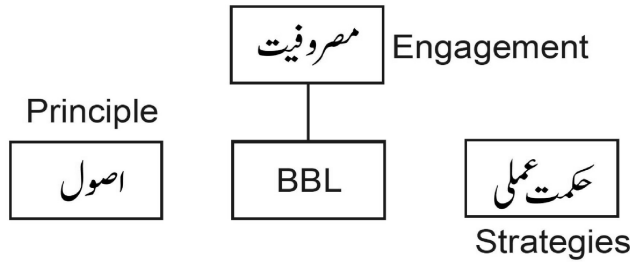 مصروفیت
Engagement
Principle
اصول
BBL
حکمت عملی
Strategies